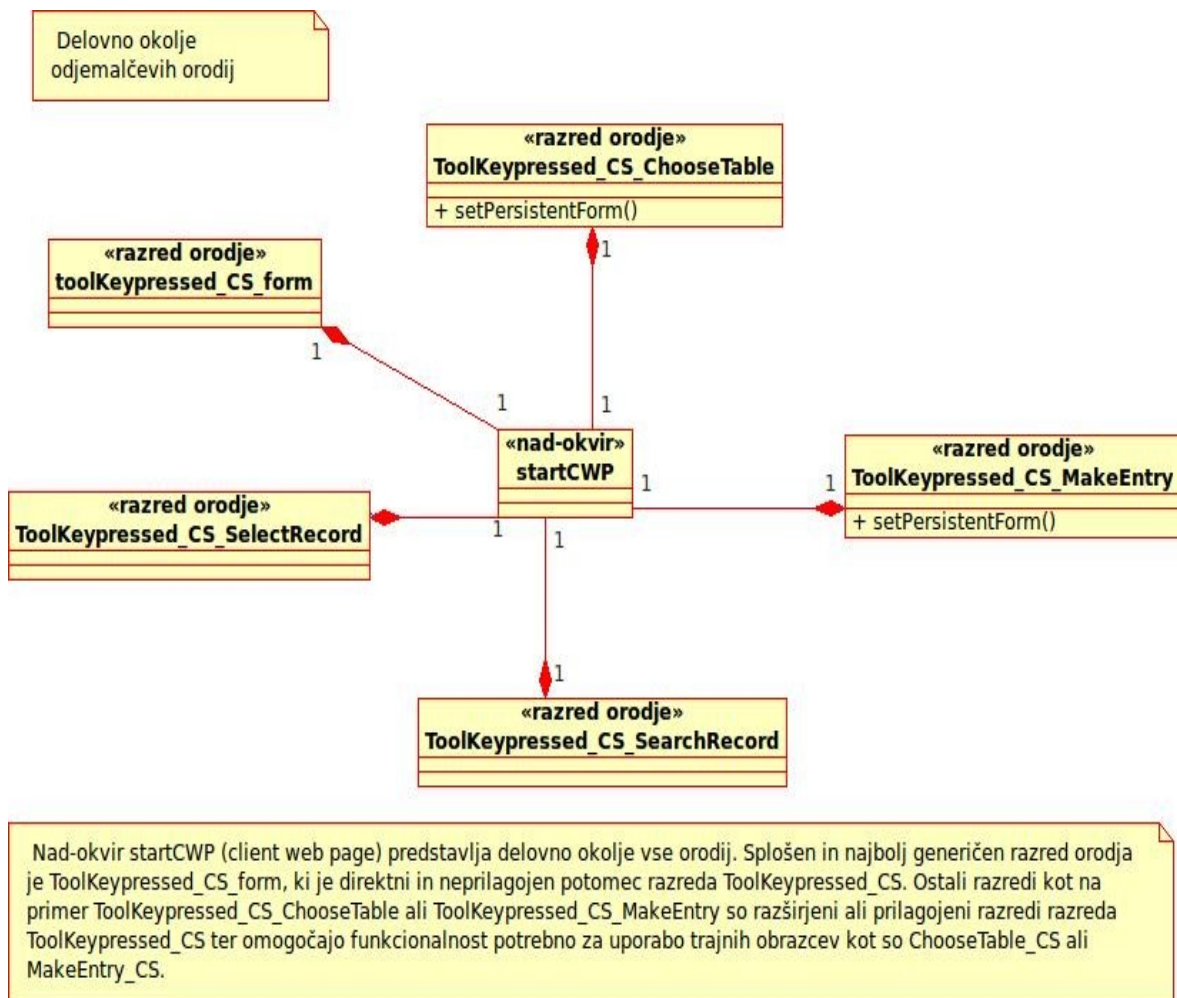 Delovno okolje
odjemalčevih orodij
«razred orodje»
ToolKeypressed_CS_ChooseTable
+ setPersistentForm()
1
«razred orodje»
toolKeypressed_CS_form
1
1
1
«nad-okvir»
startCWP
«razred orodje»
ToolKeypressed_CS_MakeEntry
+ setPersistentForm()
1
1
«razred orodje»
ToolKeypressed_CS_SelectRecord
1
1
1
«razred orodje»
ToolKeypressed_CS_SearchRecord
Nad-okvir startCWP (client web page) predstavlja delovno okolje vse orodij. Splošen in najbolj generičen razred orodja
je ToolKeypressed_CS_form, ki je direktni in neprilagojen potomec razreda ToolKeypressed_CS. Ostali razredi kot na
primer ToolKeypressed_CS_ChooseTable ali ToolKeypressed_CS_MakeEntry so razširjeni ali prilagojeni razredi razreda
ToolKeypressed_CS ter omogočajo funkcionalnost potrebno za uporabo trajnih obrazcev kot so ChooseTable_CS ali
MakeEntry_CS.